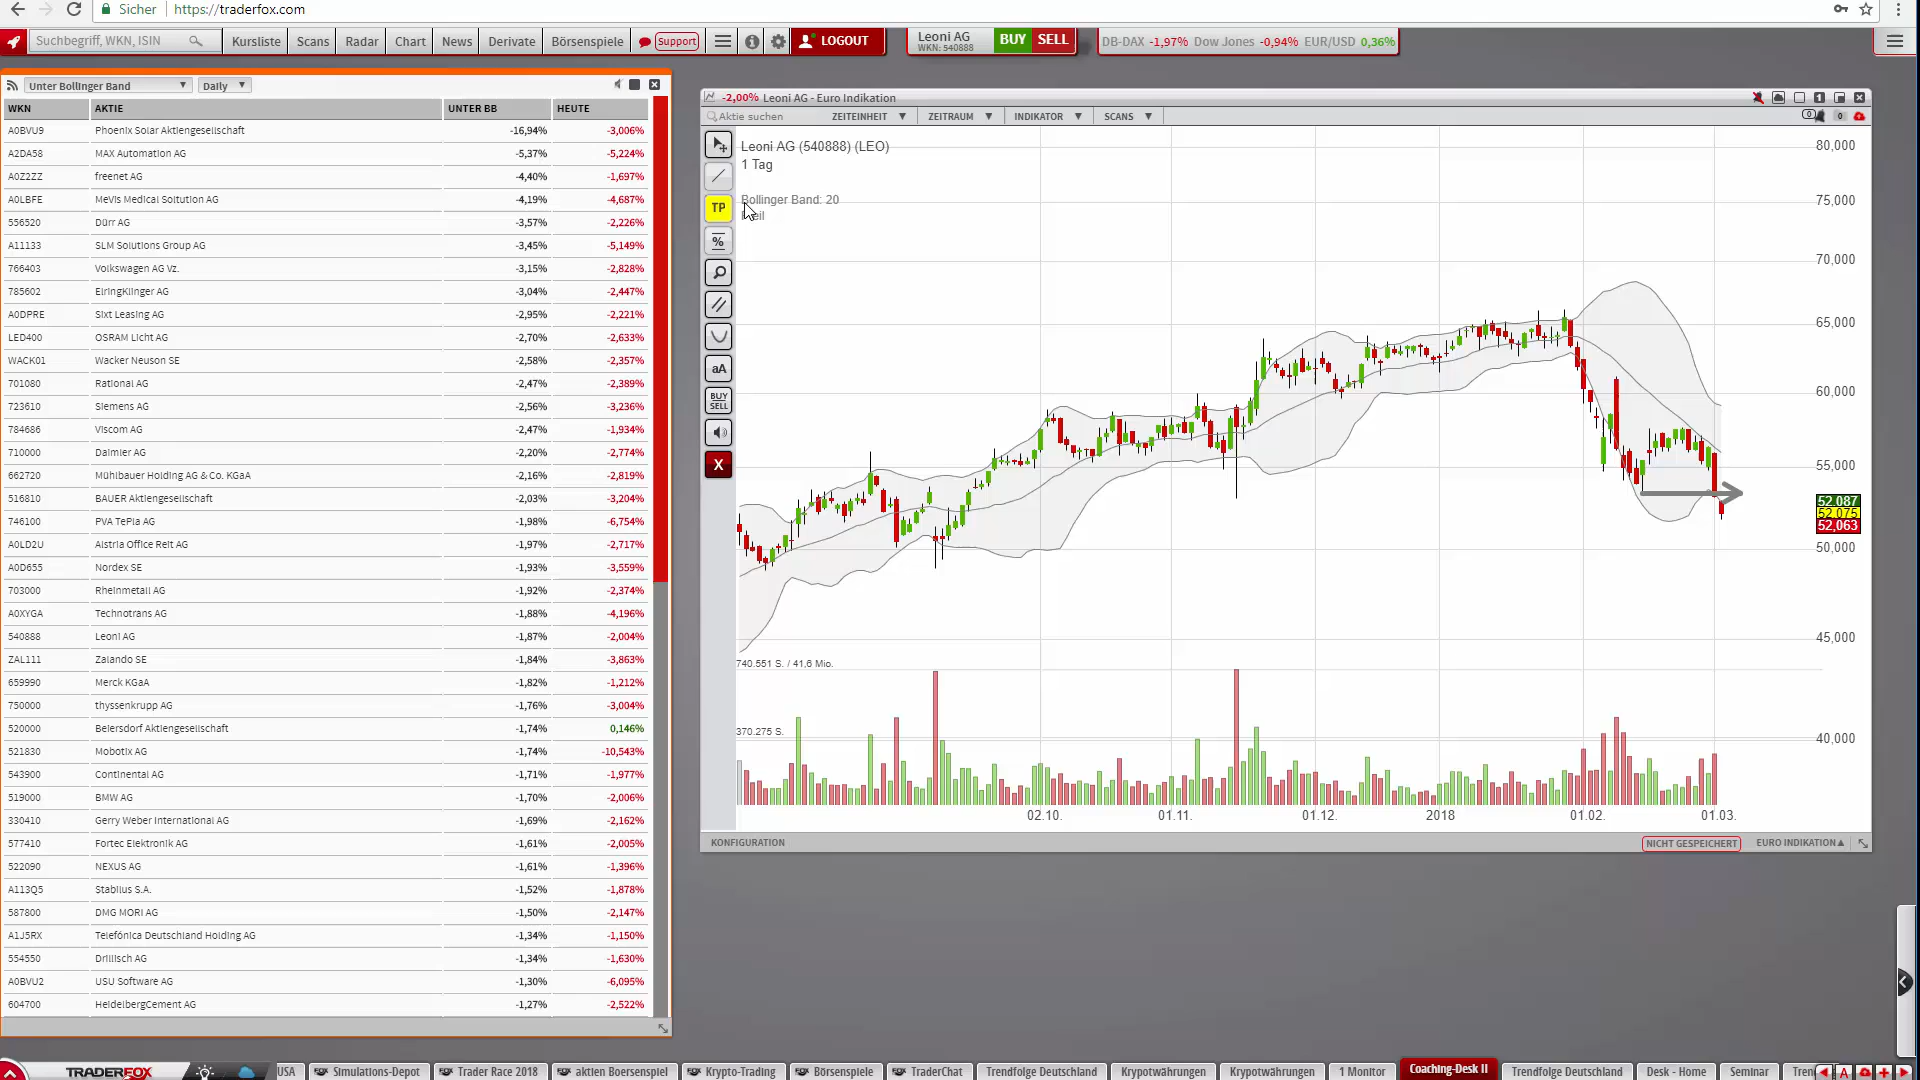 Sicher https://traderfox.com
Suchbegriff, WKN, ISIN Kursliste Scans Radar Chart News Derivate Börsenspiele Support LOGOUT
Leoni AG
WKN: 540888
BUY SELL
DB-DAX -1,97% Dow Jones -0,94% EUR/USD 0,36%
Unter Bollinger Band Daily
WKN AKTIE UNTER BB HEUTE
A0BVU9 Phoenix Solar Aktiengesellschaft -16,94% -3,006%
A2DA58 MAX Automation AG -5,37% -5,224%
A0Z2ZZ freenet AG -4,40% -1,697%
A0LBFE MeVis Medical Soltution AG -4,19% -4,687%
556520 Dürr AG -3,57% -2,226%
A11133 SLM Solutions Group AG -3,45% -5,149%
766403 Volkswagen AG Vz. -3,15% -2,828%
785602 ElringKlinger AG -3,04% -2,447%
A0DPRE Sixt Leasing AG -2,95% -2,221%
LED400 OSRAM Licht AG -2,70% -2,633%
WACK01 Wacker Neuson SE -2,58% -2,357%
701080 Rational AG -2,47% -2,389%
723610 Siemens AG -2,56% -3,236%
784686 Viscom AG -2,47% -1,934%
710000 Daimler AG -2,20% -2,774%
662720 Mühlbauer Holding AG & Co. KGaA -2,16% -2,819%
516810 BAUER Aktiengesellschaft -2,03% -3,204%
746100 PVA TePla AG -1,98% -6,754%
A0LD2U Alstria Office Reit AG -1,97% -2,717%
A0D655 Nordex SE -1,93% -3,559%
703000 Rheinmetall AG -1,92% -2,374%
A0XYGA Technotrans AG -1,88% -4,196%
540888 Leoni AG -1,87% -2,004%
ZAL111 Zalando SE -1,84% -3,863%
659990 Merck KGaA -1,82% -1,212%
750000 thyssenkrupp AG -1,76% -3,004%
520000 Beiersdorf Aktiengesellschaft -1,74% 0,146%
521830 Mobotix AG -1,74% -10,543%
543900 Continental AG -1,71% -1,977%
519000 BMW AG -1,70% -2,006%
330410 Gerry Weber International AG -1,69% -2,162%
577410 Fortec Elektronik AG -1,61% -2,005%
522090 NEXUS AG -1,61% -1,396%
A113Q5 Stabilus S.A. -1,52% -1,878%
587800 DMG MORI AG -1,50% -2,147%
A1J5RX Telefónica Deutschland Holding AG -1,34% -1,150%
554550 Drillisch AG -1,34% -1,630%
A0BVU2 USU Software AG -1,30% -6,095%
604700 HeidelbergCement AG -1,27% -2,522%
-2,00% Leoni AG - Euro Indikation
Aktie suchen ZEITEINHEIT ZEITRAUM INDIKATOR SCANS
0 0
TP
%
aA
BUY
SELL
X
Leoni AG (540888) (LEO)
1 Tag
Bollinger Band: 20
80,000
75,000
70,000
65,000
60,000
55,000
52,087
52,075
52,063
50,000
45,000
40,000
740.551 S. / 41,6 Mio.
370.275 S.
02.10. 01.11. 01.12. 2018 01.02. 01.03.
KONFIGURATION NICHT GESPEICHERT EURO INDIKATION
TRADERFOX USA Simulations-Depot Trader Race 2018 aktien Boersenspiel Krypto-Trading Börsenspiele TraderChat Trendfolge Deutschland Krypotwährungen Krypotwährungen 1 Monitor Coaching-Desk II Trendfolge Deutschland Desk - Home Seminar A